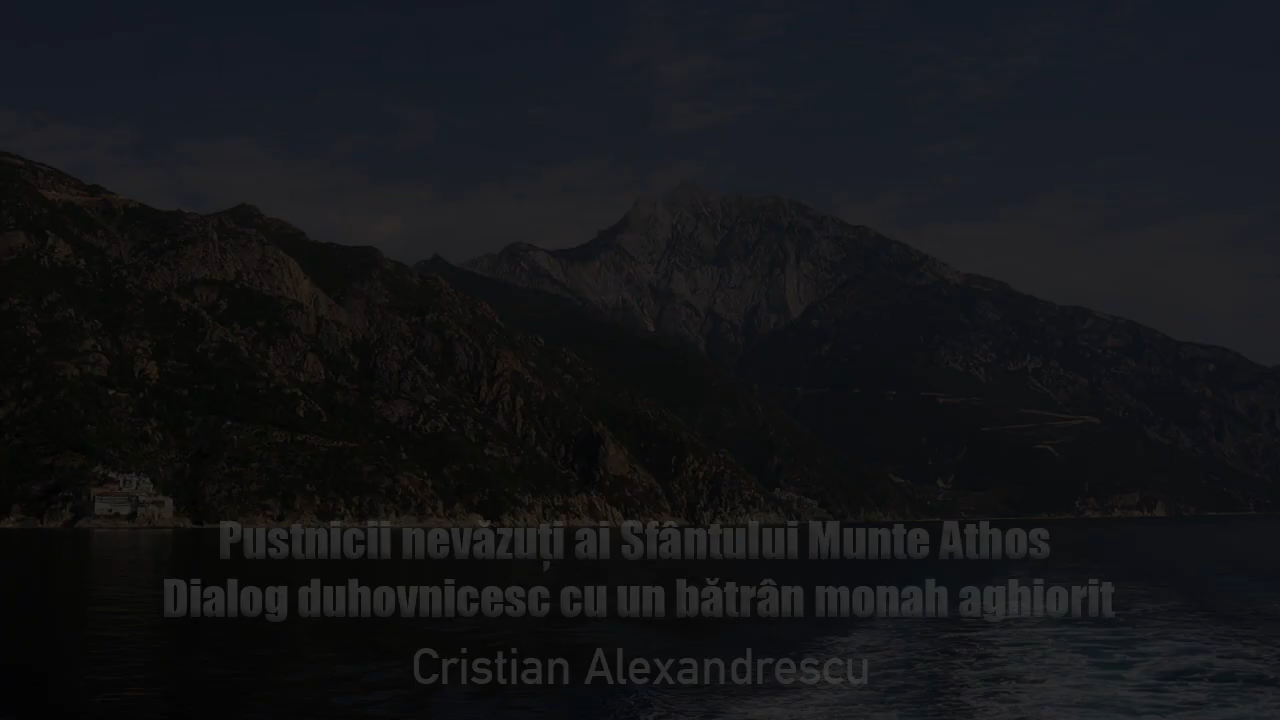 Pustnicii nevăzuți ai Sfântului Munte Athos
Dialog duhovnicesc cu un bătrân monah aghiorit
Cristian Alexandrescu